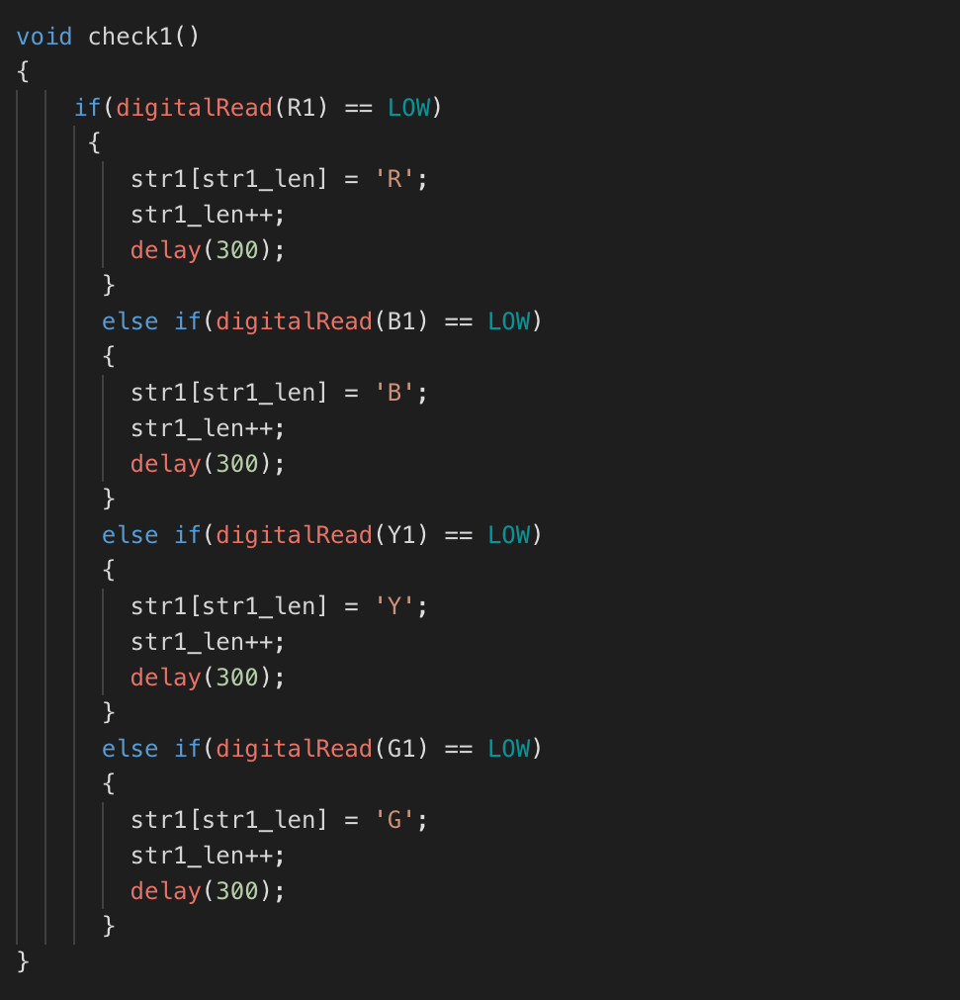 void check1()
{
    if(digitalRead(R1) == LOW)
     {
        str1[str1_len] = 'R';
        str1_len++;
        delay(300);
      }
      else if(digitalRead(B1) == LOW)
      {
        str1[str1_len] = 'B';
        str1_len++;
        delay(300);
      }
      else if(digitalRead(Y1) == LOW)
      {
        str1[str1_len] = 'Y';
        str1_len++;
        delay(300);
      }
      else if(digitalRead(G1) == LOW)
      {
        str1[str1_len] = 'G';
        str1_len++;
        delay(300);
      }
}